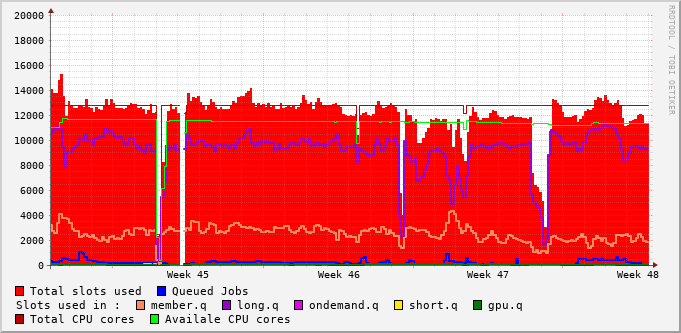 20000
18000
16000
14000
12000
10000
8000
6000
4000
2000
0
Week 45 Week 46 Week 47 Week 48
Total slots used Queued Jobs
Slots used in : member.q long.q ondemand.q short.q gpu.q
Total CPU cores Availale CPU cores
RRDTOOL / TOBI OETIKER